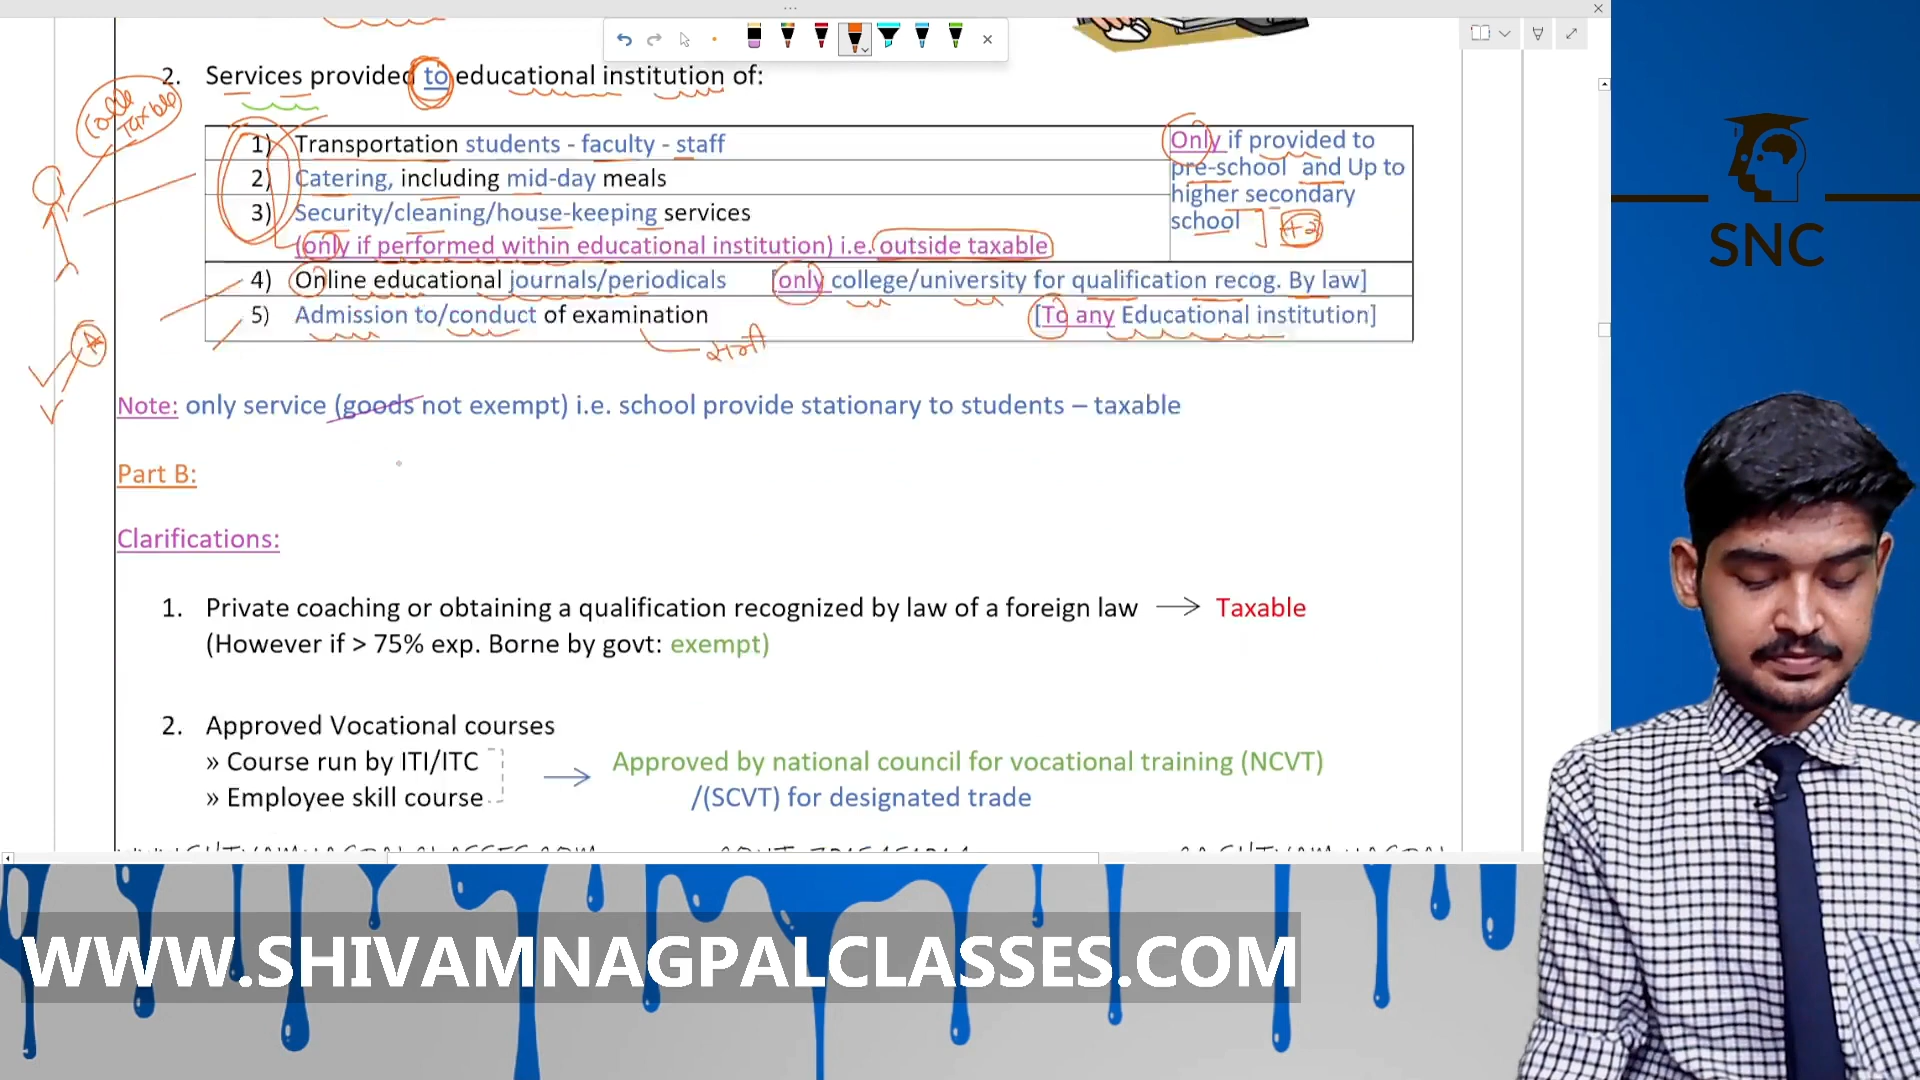 2. Services provided to educational institution of:
1) Transportation students - faculty - staff
Only if provided to
pre-school and Up to
higher secondary
school
+2
2) Catering, including mid-day meals
3) Security/cleaning/house-keeping services
(only if performed within educational institution) i.e. outside taxable
4) Online educational journals/periodicals [only college/university for qualification recog. By law]
5) Admission to/conduct of examination [To any Educational institution]
Taxable
Note: only service (goods not exempt) i.e. school provide stationary to students – taxable
Part B:
Clarifications:
1. Private coaching or obtaining a qualification recognized by law of a foreign law → Taxable
(However if > 75% exp. Borne by govt: exempt)
2. Approved Vocational courses
» Course run by ITI/ITC
» Employee skill course
Approved by national council for vocational training (NCVT)
/(SCVT) for designated trade
SNC
WWW.SHIVAMNAGPALCLASSES.COM